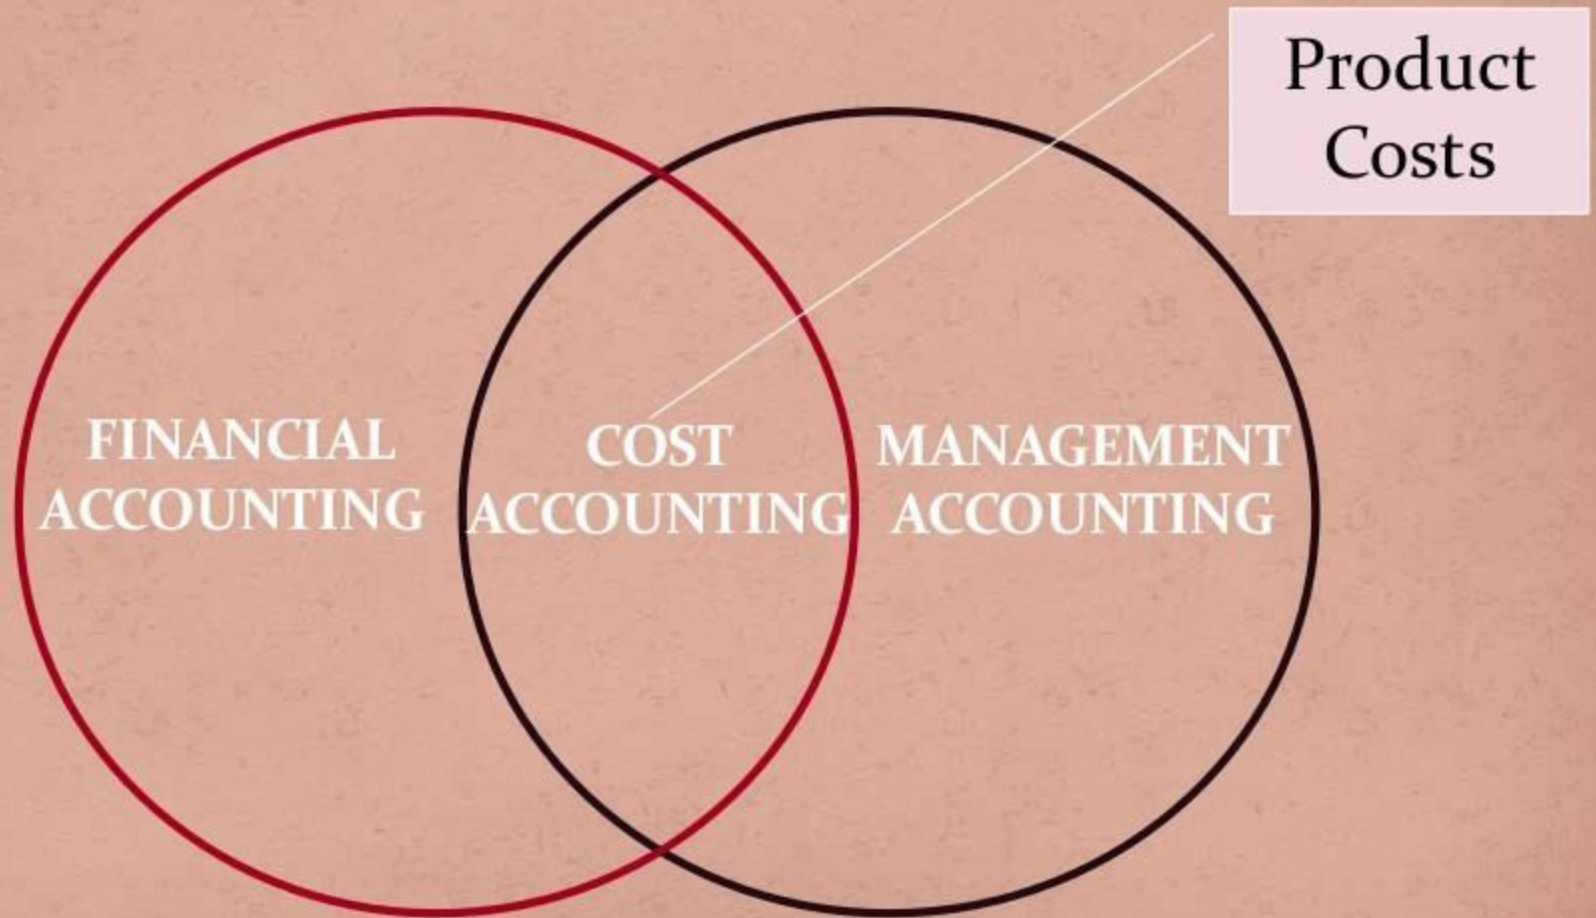 Product
Costs
FINANCIAL
ACCOUNTING
COST
ACCOUNTING
MANAGEMENT
ACCOUNTING